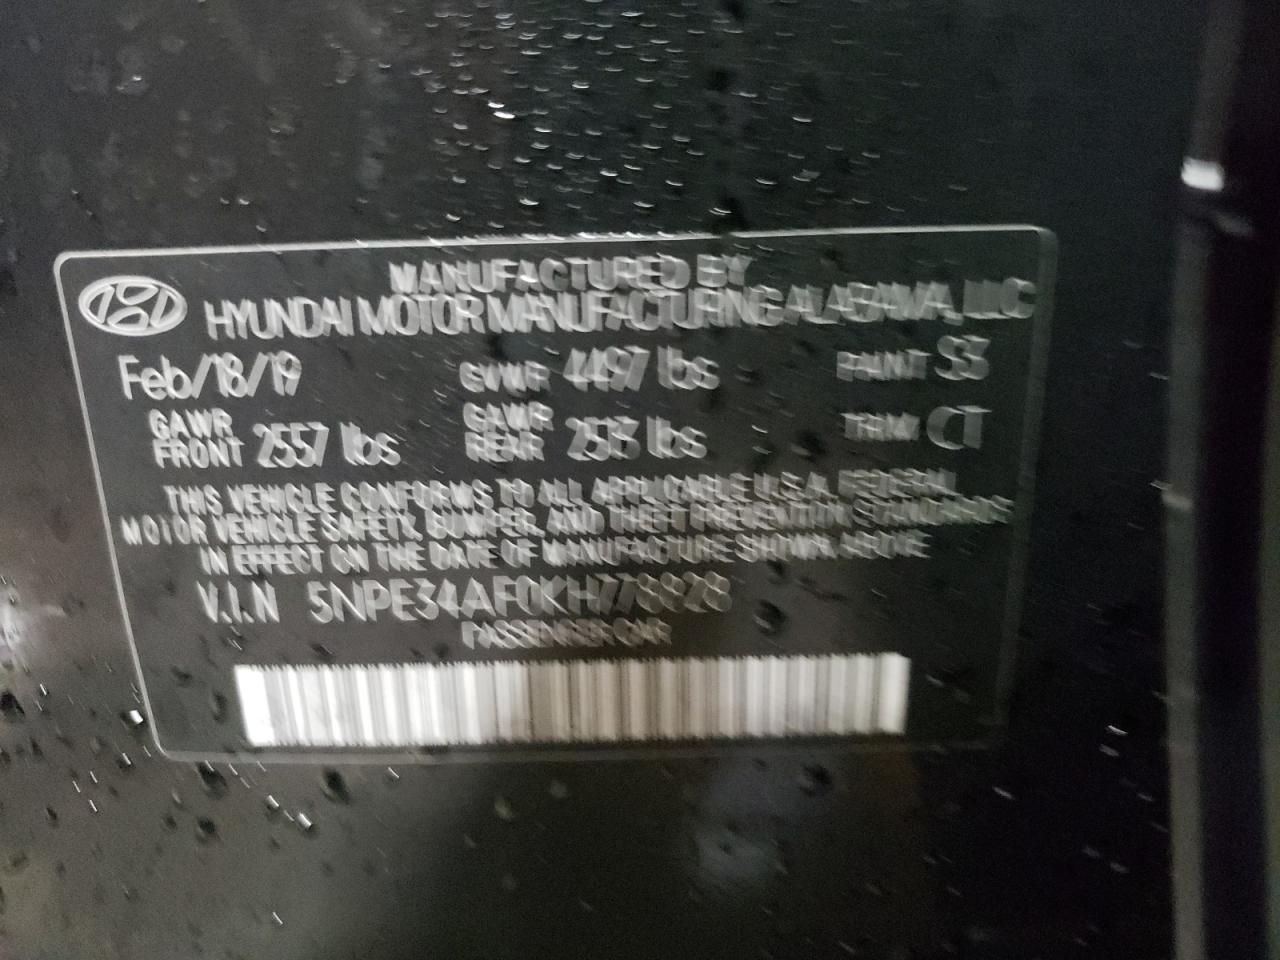 MANUFACTURED BY
HYUNDAI MOTOR MANUFACTURING ALABAMA, LLC
Feb/18/19 GVWR 4497 lbs PAINT S3
GAWR FRONT 2557 lbs GAWR REAR 2513 lbs TRIM CT
THIS VEHICLE CONFORMS TO ALL APPLICABLE U.S.A. FEDERAL
MOTOR VEHICLE SAFETY, BUMPER, AND THEFT PREVENTION STANDARDS
IN EFFECT ON THE DATE OF MANUFACTURE SHOWN ABOVE
V.I.N 5NPE34AF0KH778828
PASSENGER CAR